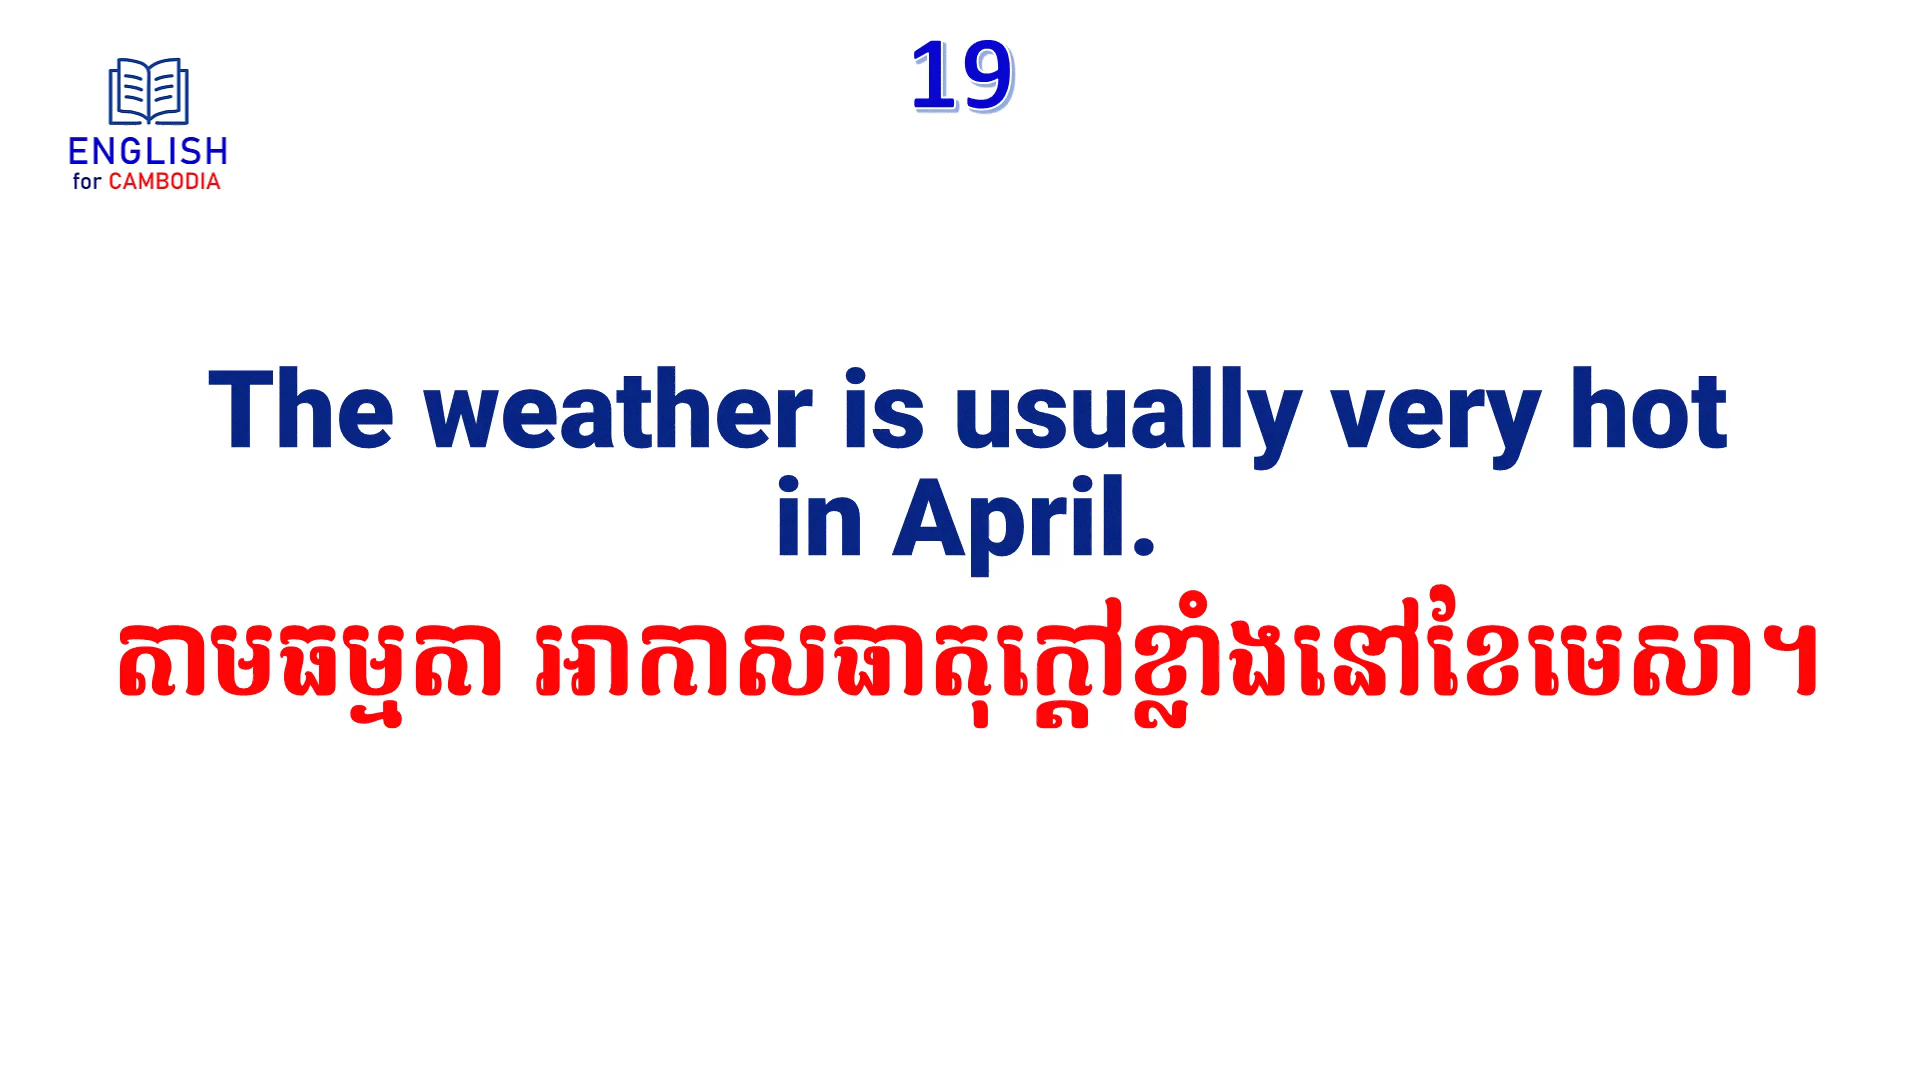 19
ENGLISH
for CAMBODIA
The weather is usually very hot
in April.
តាមធម្មតា អាកាសធាតុក្តៅខ្លាំងនៅខែមេសា។